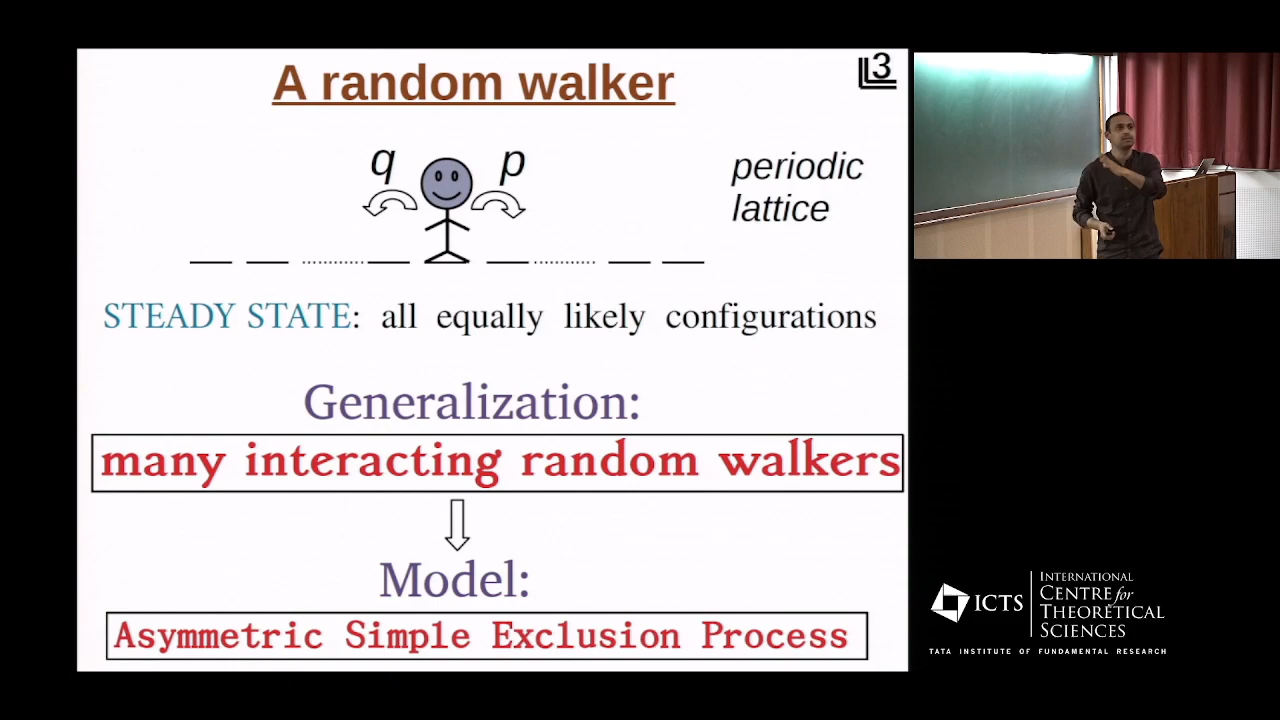 A random walker
3
q
p
periodic
lattice
STEADY STATE: all equally likely configurations
Generalization:
many interacting random walkers
Model:
Asymmetric Simple Exclusion Process
ICTS
INTERNATIONAL
CENTRE for
THEORETICAL
SCIENCES
TATA INSTITUTE OF FUNDAMENTAL RESEARCH